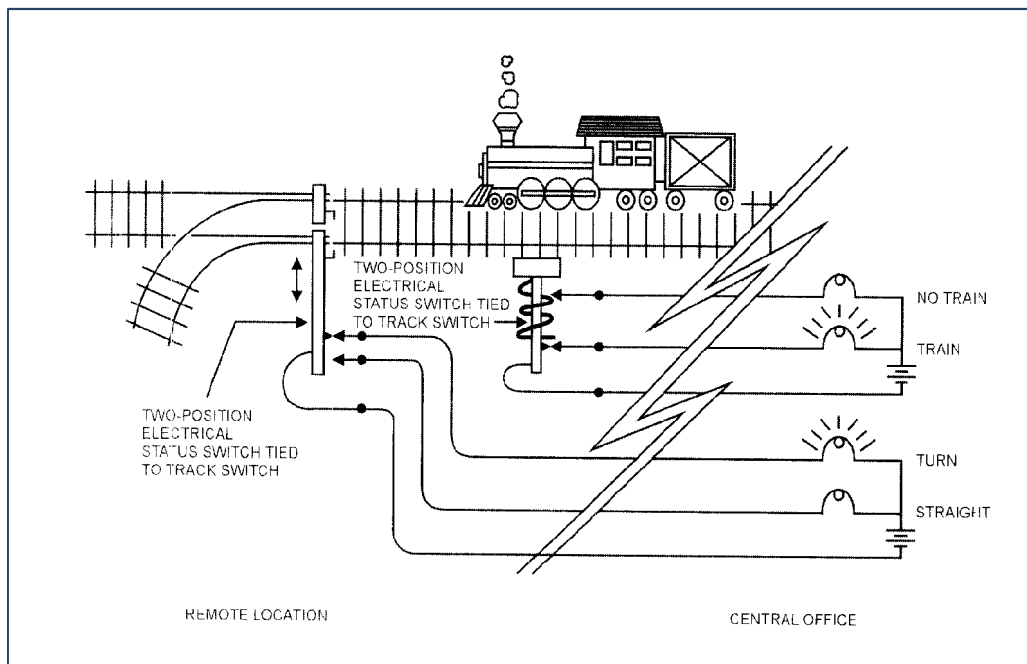 TWO-POSITION
ELECTRICAL
STATUS SWITCH TIED
TO TRACK SWITCH
NO TRAIN
TRAIN
TWO-POSITION
ELECTRICAL
STATUS SWITCH TIED
TO TRACK SWITCH
TURN
STRAIGHT
REMOTE LOCATION
CENTRAL OFFICE